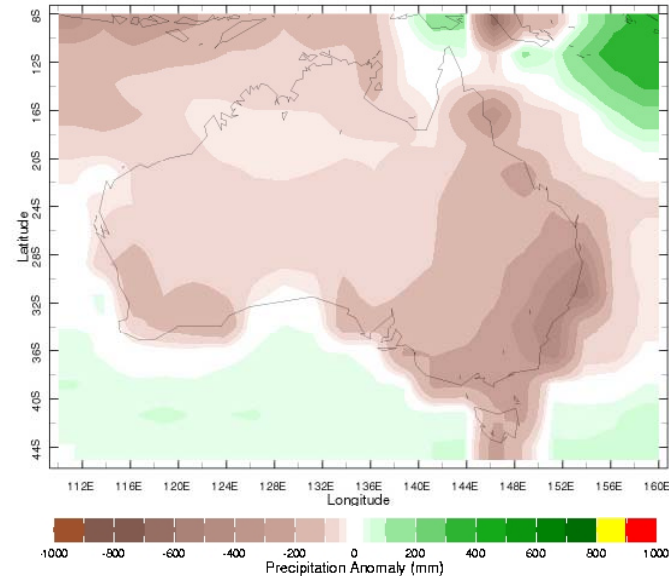 8S
12S
16S
20S
24S
28S
32S
36S
40S
44S
Latitude
112E 116E 120E 124E 128E 132E 136E 140E 144E 148E 152E 156E 160E
Longitude
-1000 -800 -600 -400 -200 0 200 400 600 800 1000
Precipitation Anomaly (mm)